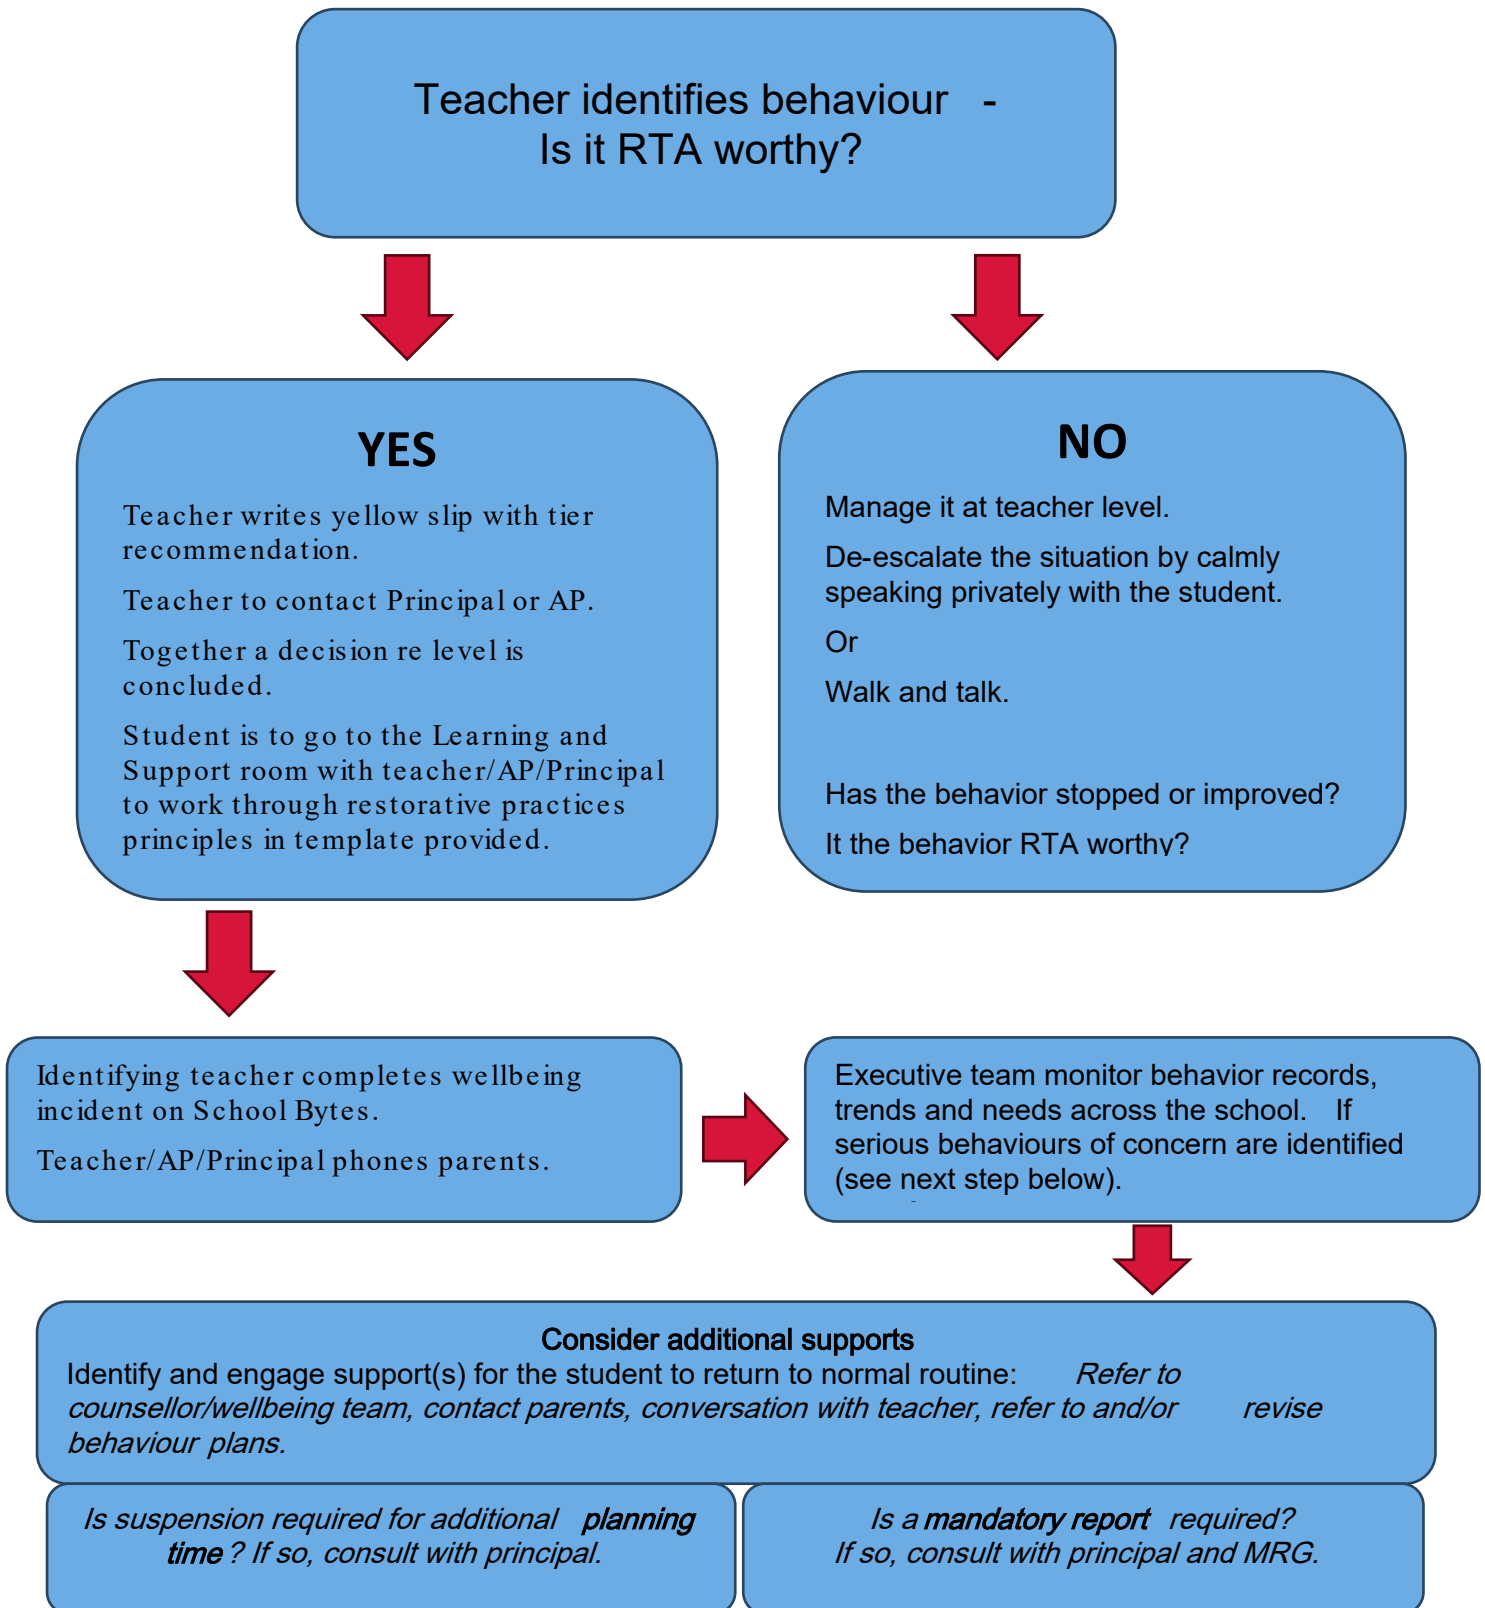 Teacher identifies behaviour -
Is it RTA worthy?
YES
Teacher writes yellow slip with tier
recommendation.
Teacher to contact Principal or AP.
Together a decision re level is
concluded.
Student is to go to the Learning and
Support room with teacher/AP/Principal
to work through restorative practices
principles in template provided.
NO
Manage it at teacher level.
De-escalate the situation by calmly
speaking privately with the student.
Or
Walk and talk.
Has the behavior stopped or improved?
It the behavior RTA worthy?
Identifying teacher completes wellbeing
incident on School Bytes.
Teacher/AP/Principal phones parents.
Executive team monitor behavior records,
trends and needs across the school. If
serious behaviours of concern are identified
(see next step below).
Consider additional supports
Identify and engage support(s) for the student to return to normal routine: Refer to
counsellor/wellbeing team, contact parents, conversation with teacher, refer to and/or revise
behaviour plans.
Is suspension required for additional planning
time? If so, consult with principal.
Is a mandatory report required?
If so, consult with principal and MRG.